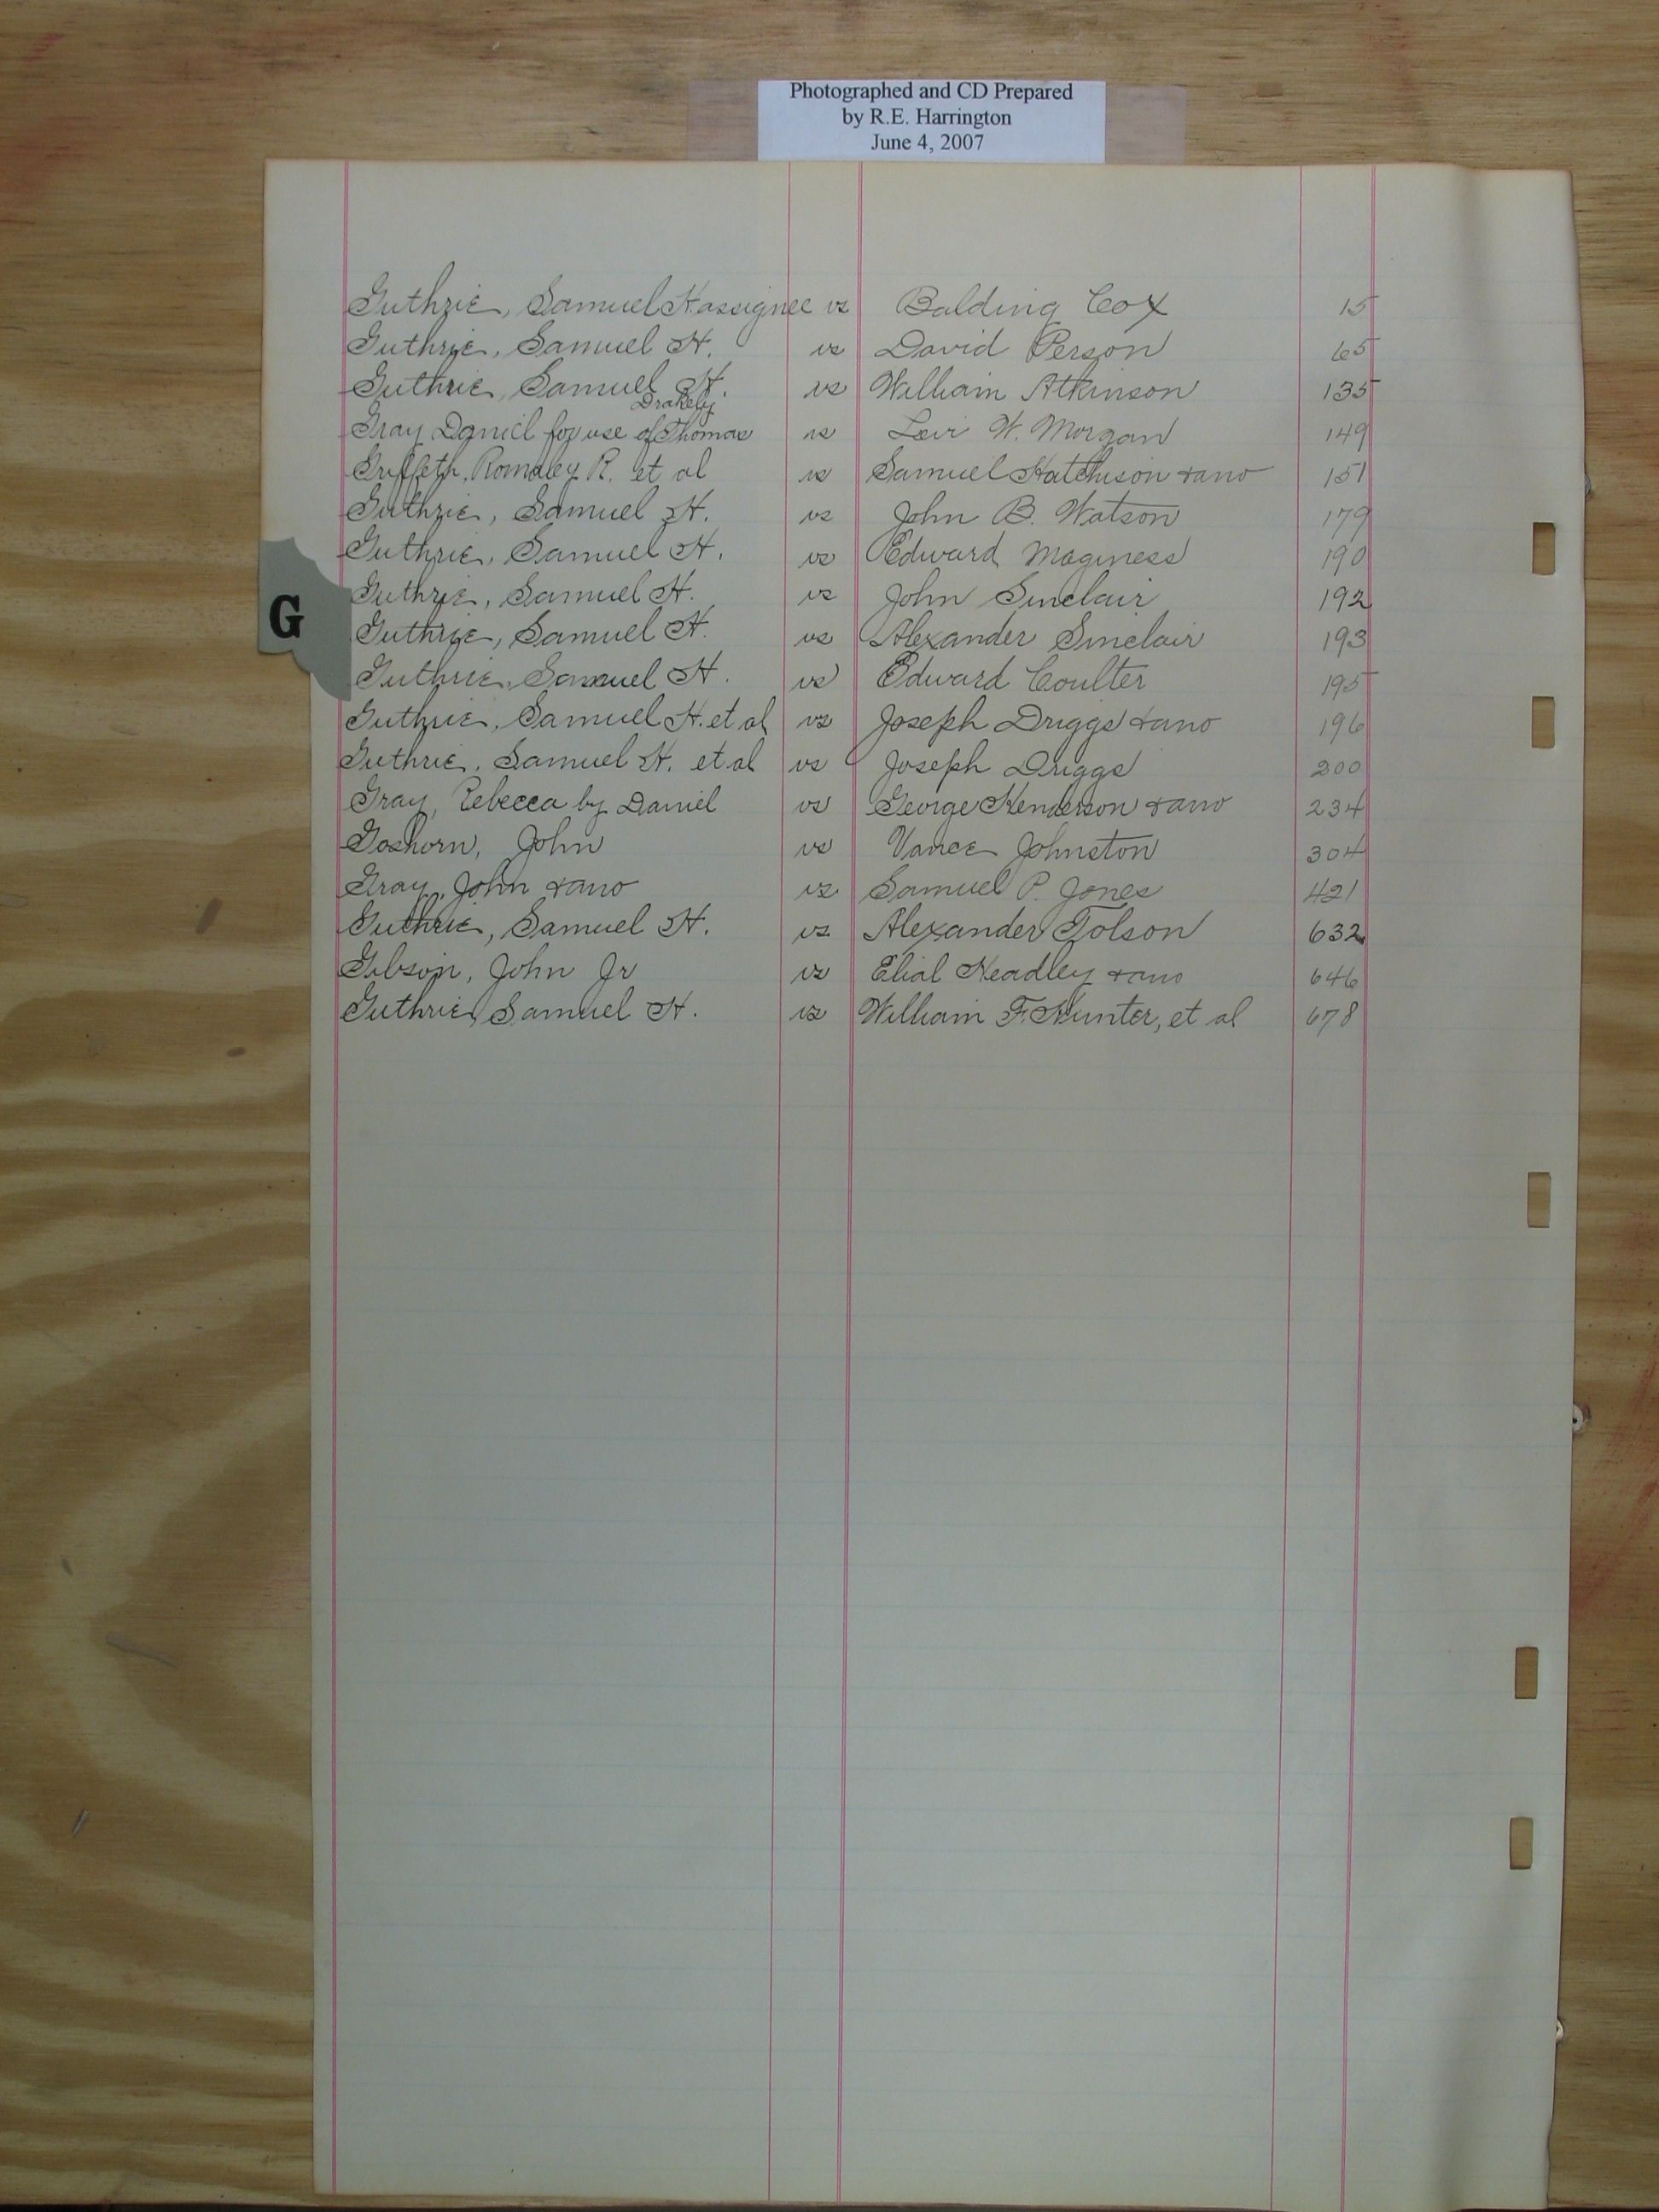 Photographed and CD Prepared
by R.E. Harrington
June 4, 2007
Guthrie, Samuel H assignee vs Balding Cox 15
Guthrie, Samuel H. vs David Person 65
Guthrie, Samuel H. vs William Atkinson 135
Drakely
Gray Daniel for use of Thomas vs Levi W. Morgan 149
Griffeth, Romaley R. et al vs Samuel Hatchison & ano 151
Guthrie, Samuel H. vs John B. Watson 179
Guthrie, Samuel H. vs Edward Maginess 190
G
Guthrie, Samuel H. vs John Sinclair 192
Guthrie, Samuel H. vs Alexander Sinclair 193
Guthrie, Samuel H. vs Edward Coulter 195
Guthrie, Samuel H. et al vs Joseph Driggs & ano 196
Guthrie, Samuel H. et al vs Joseph Driggs 200
Gray, Rebecca by Daniel vs George Henderson & ano 234
Goshorn, John vs Vance Johnston 304
Gray, John & ano vs Samuel P. Jones 421
Guthrie, Samuel H. vs Alexander Tolson 632
Gibson, John Jr vs Elial Headley & ano 646
Guthrie, Samuel H. vs William F. Hunter, et al 678